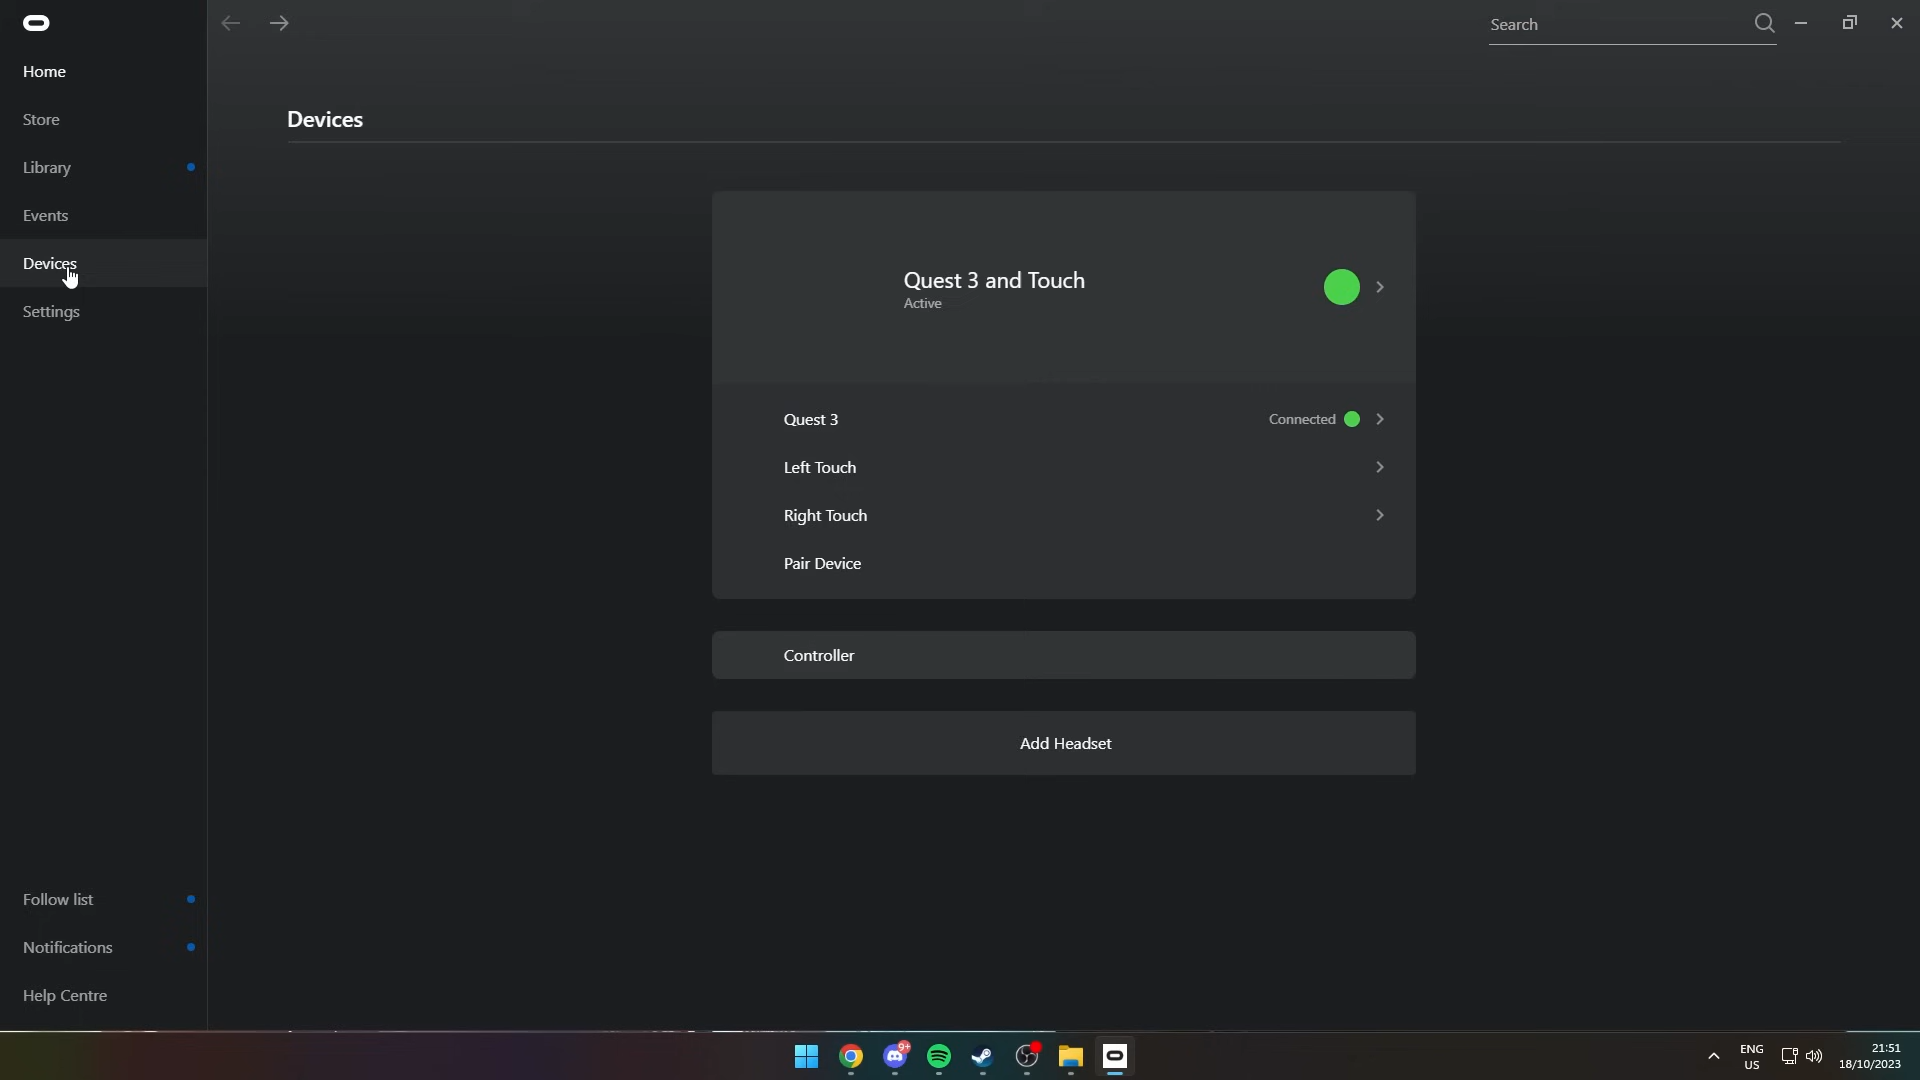 Search
Home
Store
Library
Events
Devices
Settings
Follow list
Notifications
Help Centre
Devices
Quest 3 and Touch
Active
Quest 3
Connected
Left Touch
Right Touch
Pair Device
Controller
Add Headset
9+
ENG
US
21:51
18/10/2023